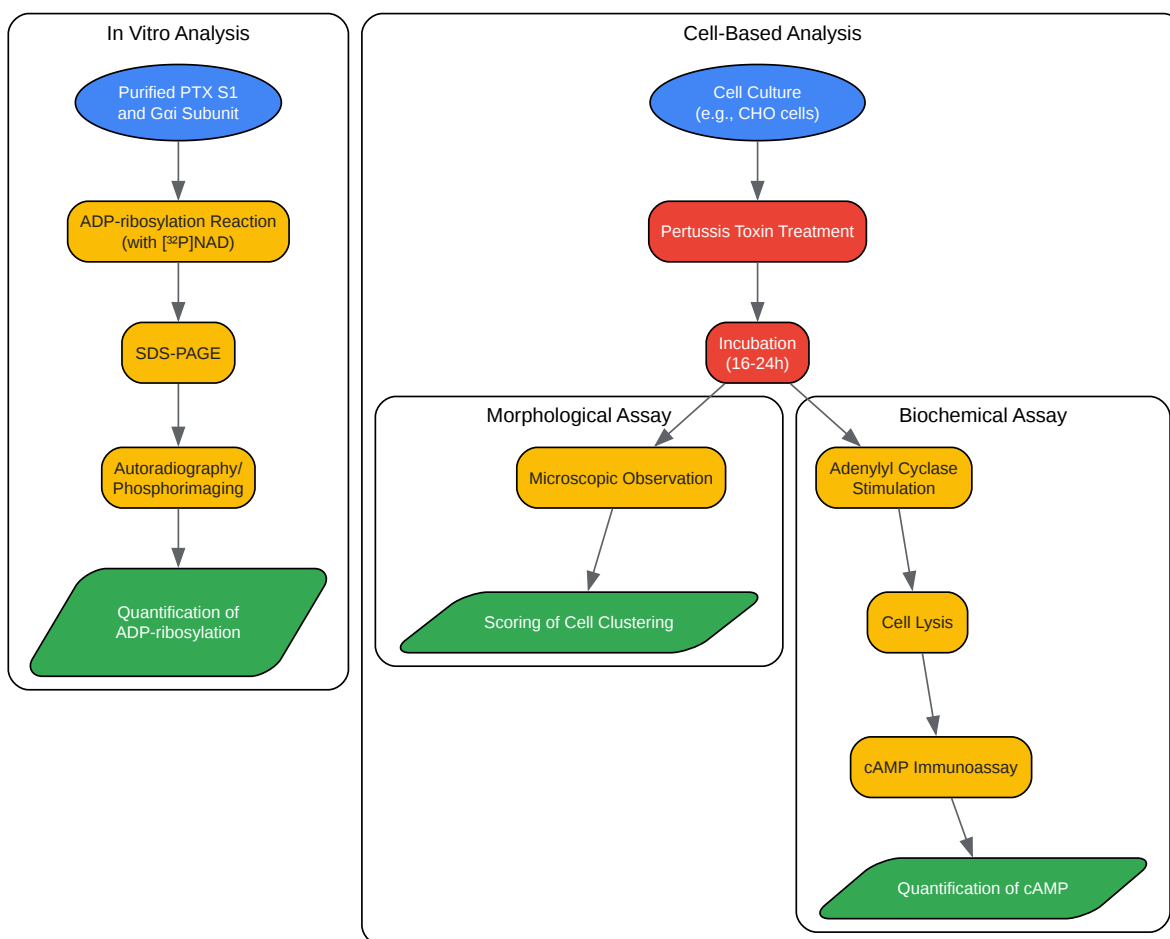 In Vitro Analysis
Purified PTX S1
and Gαi Subunit
ADP-ribosylation Reaction
(with [³²P]NAD)
SDS-PAGE
Autoradiography/
Phosphorimaging
Quantification of
ADP-ribosylation
Cell-Based Analysis
Cell Culture
(e.g., CHO cells)
Pertussis Toxin Treatment
Incubation
(16-24h)
Morphological Assay
Microscopic Observation
Scoring of Cell Clustering
Biochemical Assay
Adenylyl Cyclase
Stimulation
Cell Lysis
cAMP Immunoassay
Quantification of cAMP